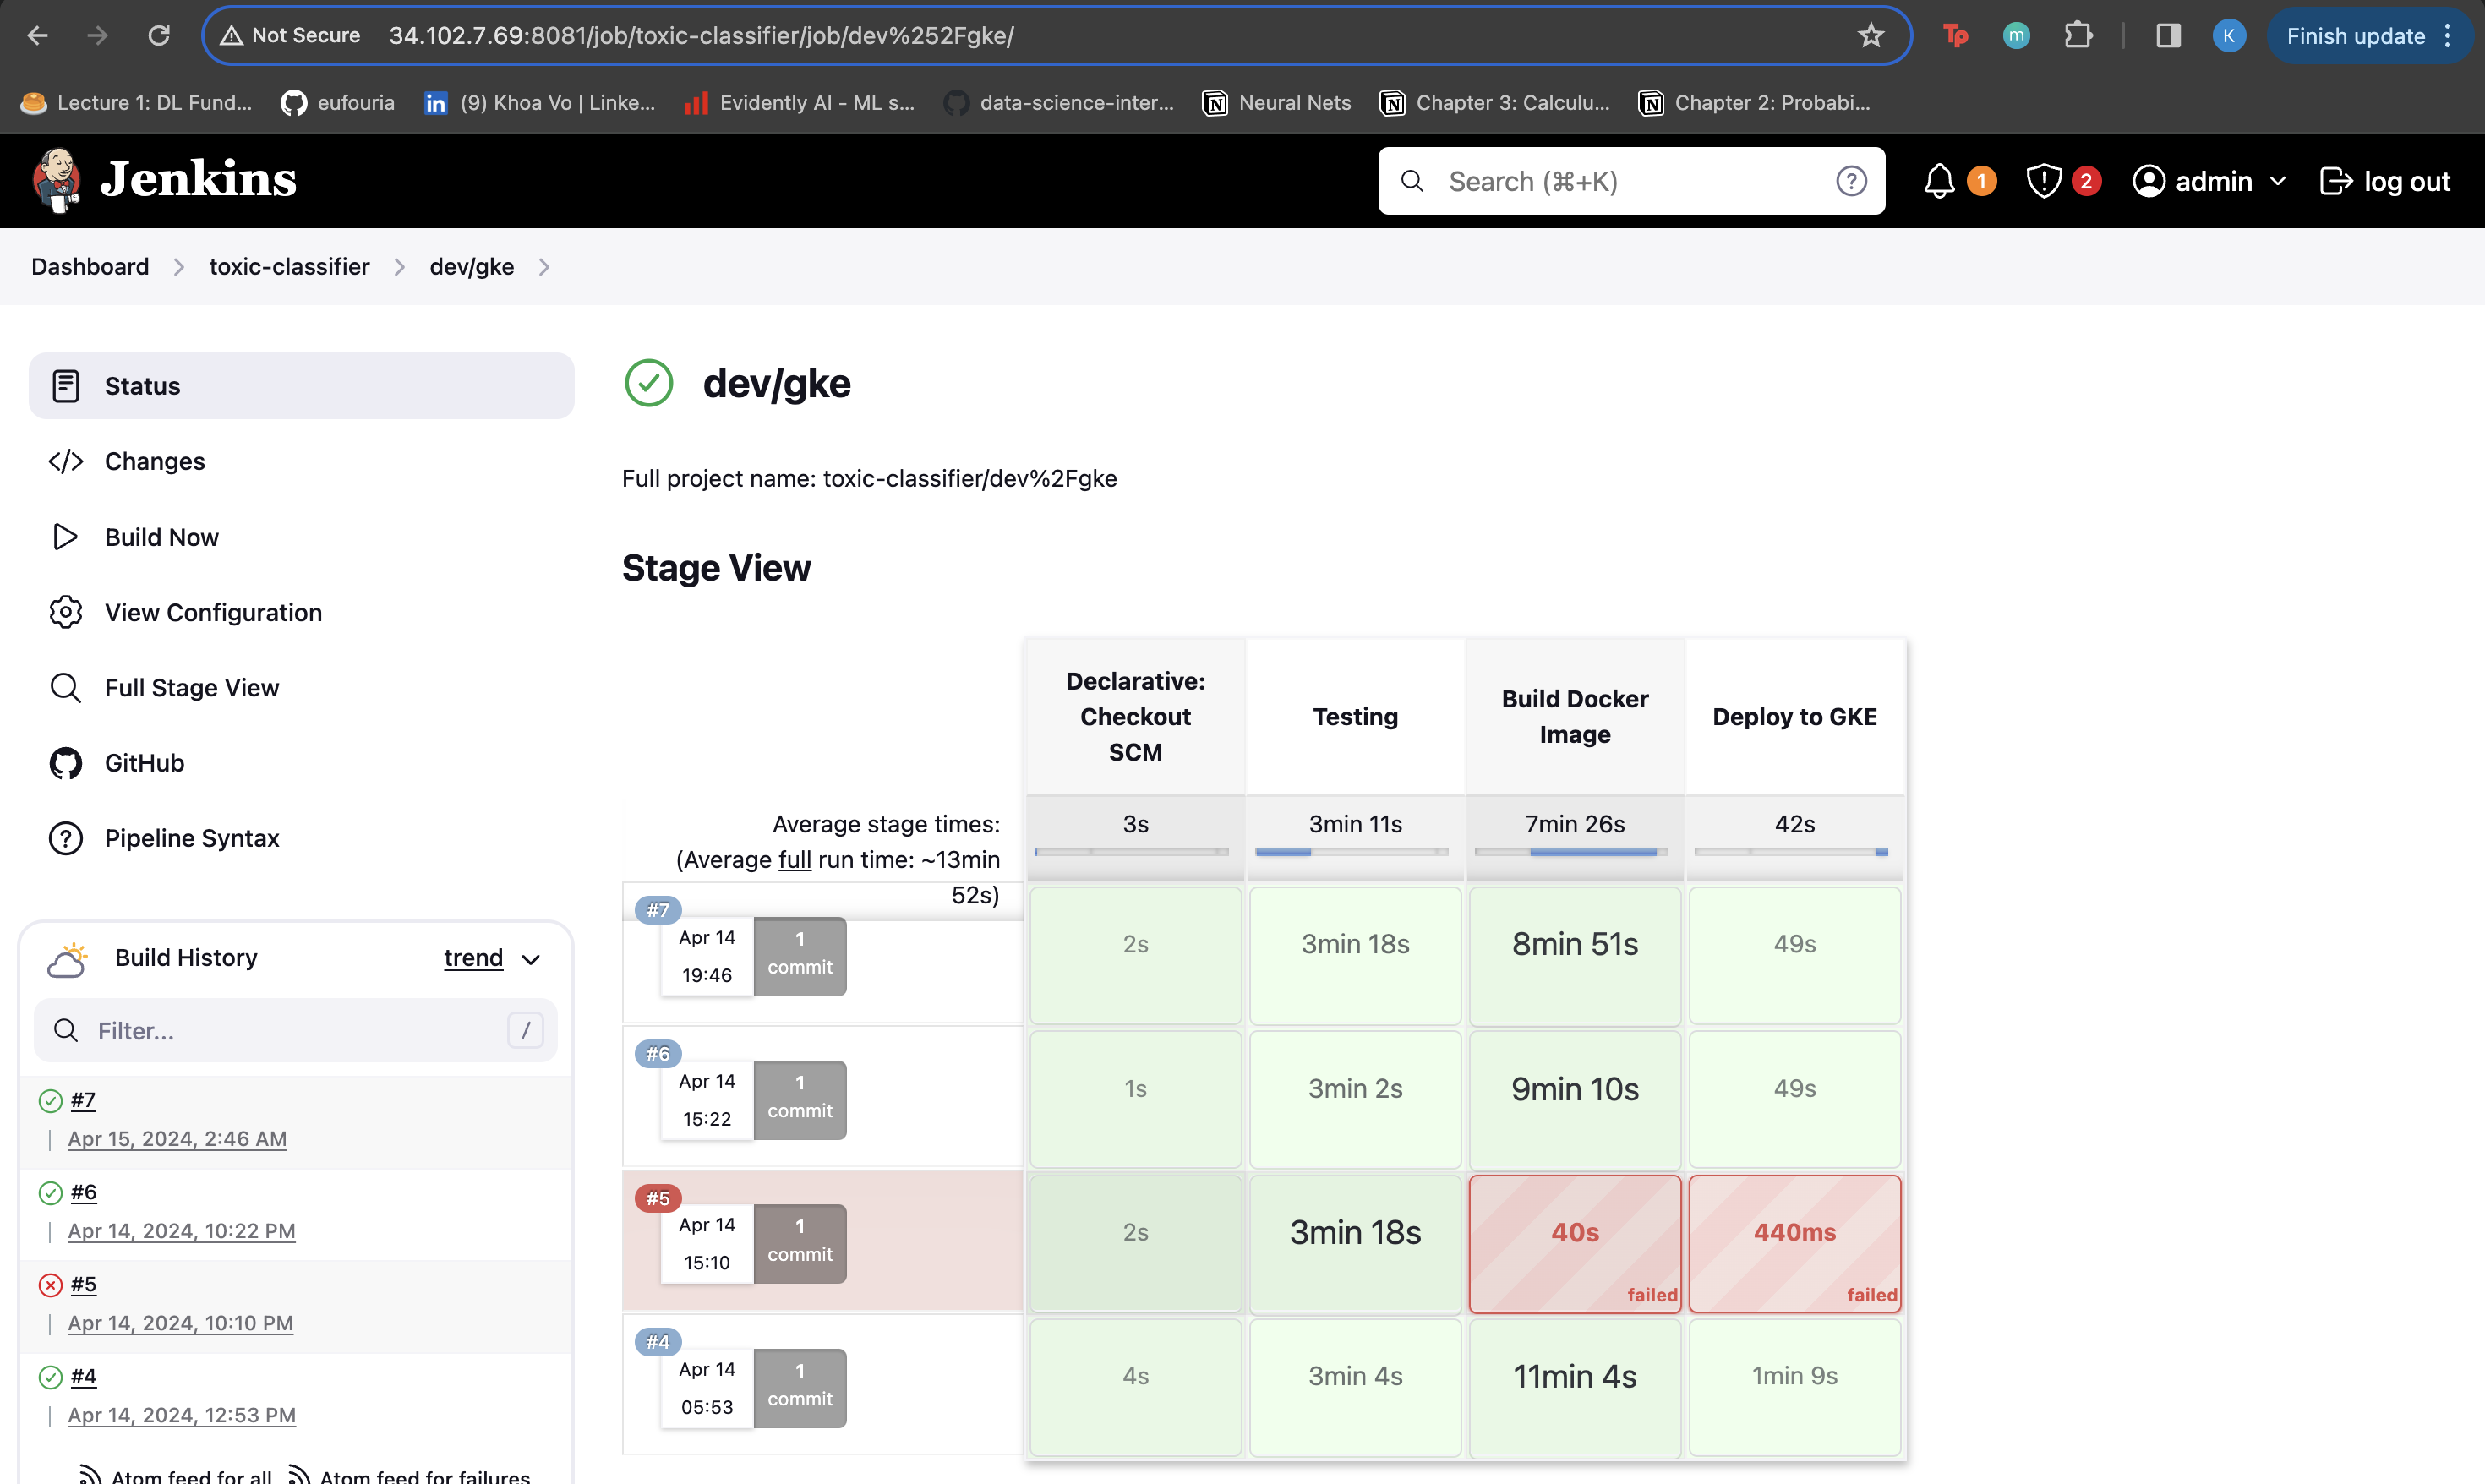 Not Secure 34.102.7.69:8081/job/toxic-classifier/job/dev%252Fgke/
Tp
m
K
Finish update
Lecture 1: DL Fund...
eufouria
in (9) Khoa Vo | Linke...
Evidently AI - ML s...
data-science-inter...
N Neural Nets
N Chapter 3: Calculu...
N Chapter 2: Probabi...
Jenkins
Search (⌘+K)
?
1
2
admin
log out
Dashboard
toxic-classifier
dev/gke
Status
Changes
Build Now
View Configuration
Full Stage View
GitHub
Pipeline Syntax
Build History
trend
Filter...
/
#7
Apr 15, 2024, 2:46 AM
#6
Apr 14, 2024, 10:22 PM
#5
Apr 14, 2024, 10:10 PM
#4
Apr 14, 2024, 12:53 PM
Atom feed for all
Atom feed for failures
dev/gke
Full project name: toxic-classifier/dev%2Fgke
Stage View
Declarative:
Checkout
SCM
Testing
Build Docker
Image
Deploy to GKE
Average stage times:
(Average full run time: ~13min
52s)
3s
3min 11s
7min 26s
42s
#7
Apr 14
19:46
1
commit
2s
3min 18s
8min 51s
49s
#6
Apr 14
15:22
1
commit
1s
3min 2s
9min 10s
49s
#5
Apr 14
15:10
1
commit
2s
3min 18s
40s
failed
440ms
failed
#4
Apr 14
05:53
1
commit
4s
3min 4s
11min 4s
1min 9s